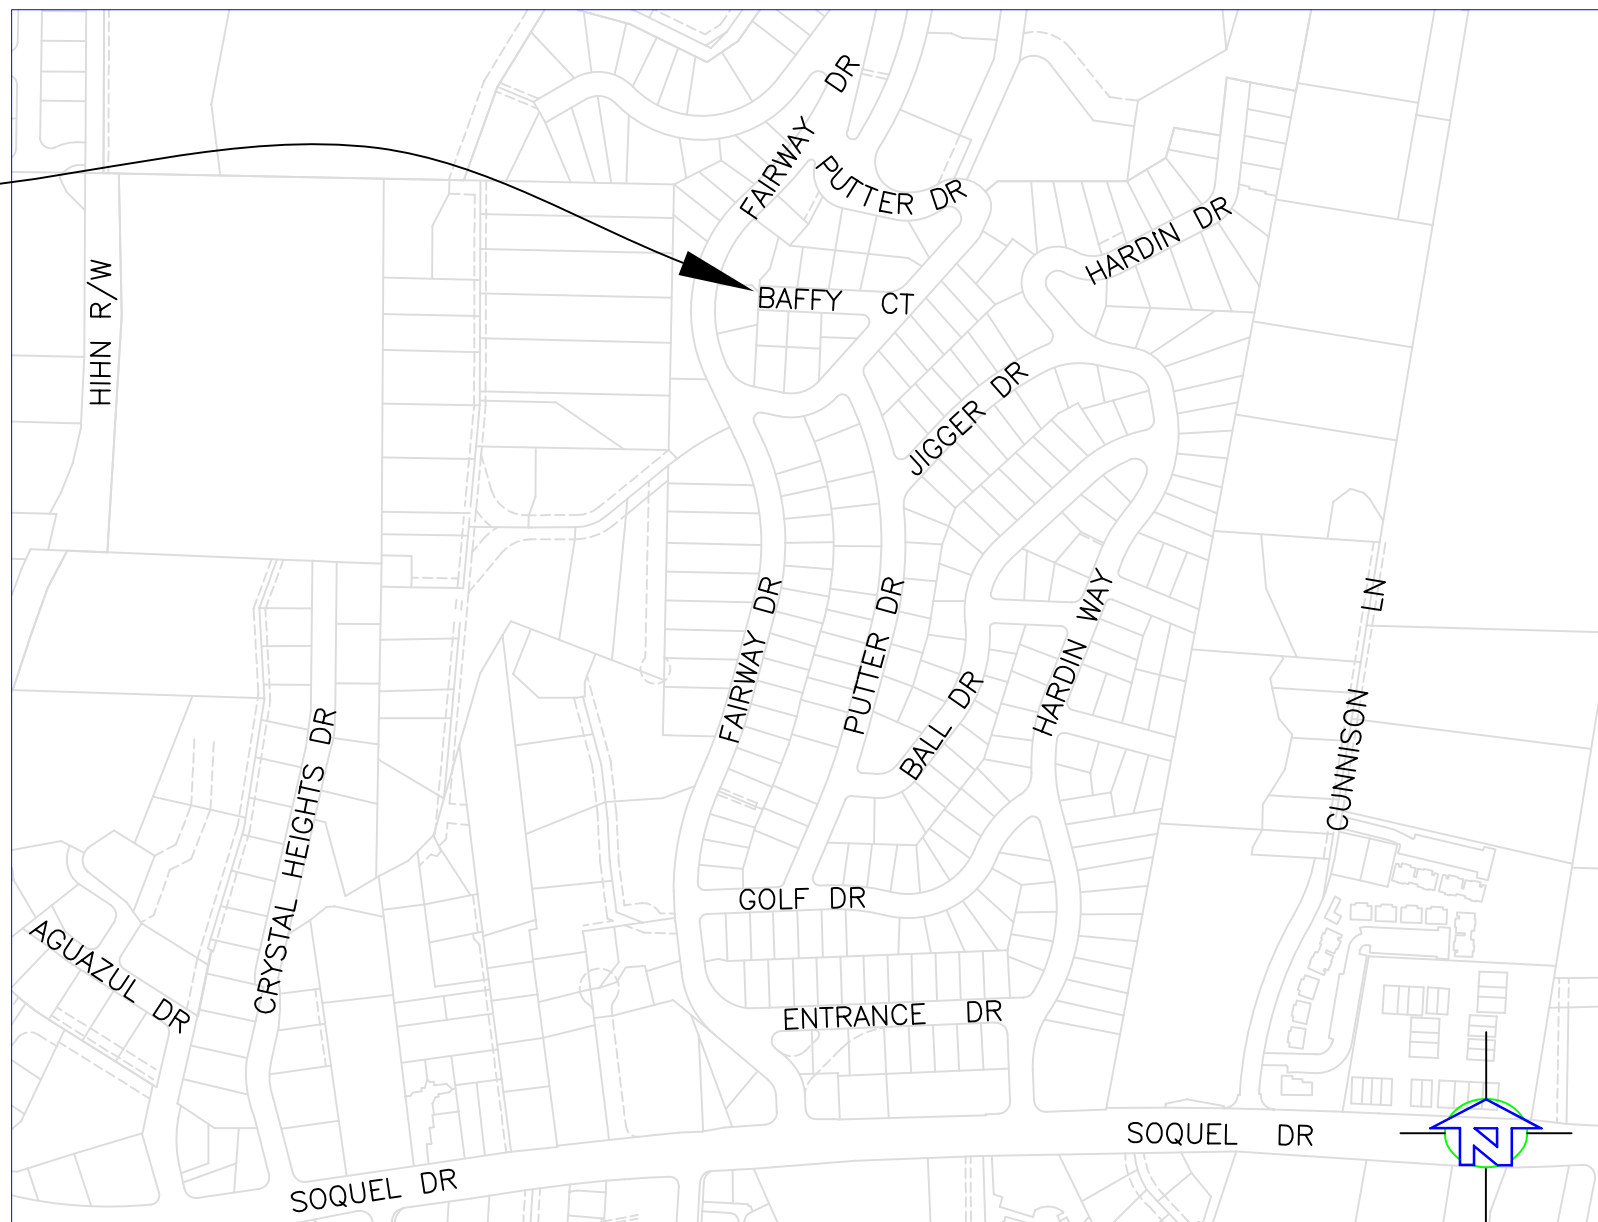 FAIRWAY DR
PUTTER DR
HARDIN DR
HIHN R/W
BAFFY CT
JIGGER DR
FAIRWAY DR
PUTTER DR
BALL DR
HARDIN WAY
CUNNISON LN
CRYSTAL HEIGHTS DR
AGUAZUL DR
GOLF DR
ENTRANCE DR
SOQUEL DR
SOQUEL DR
N